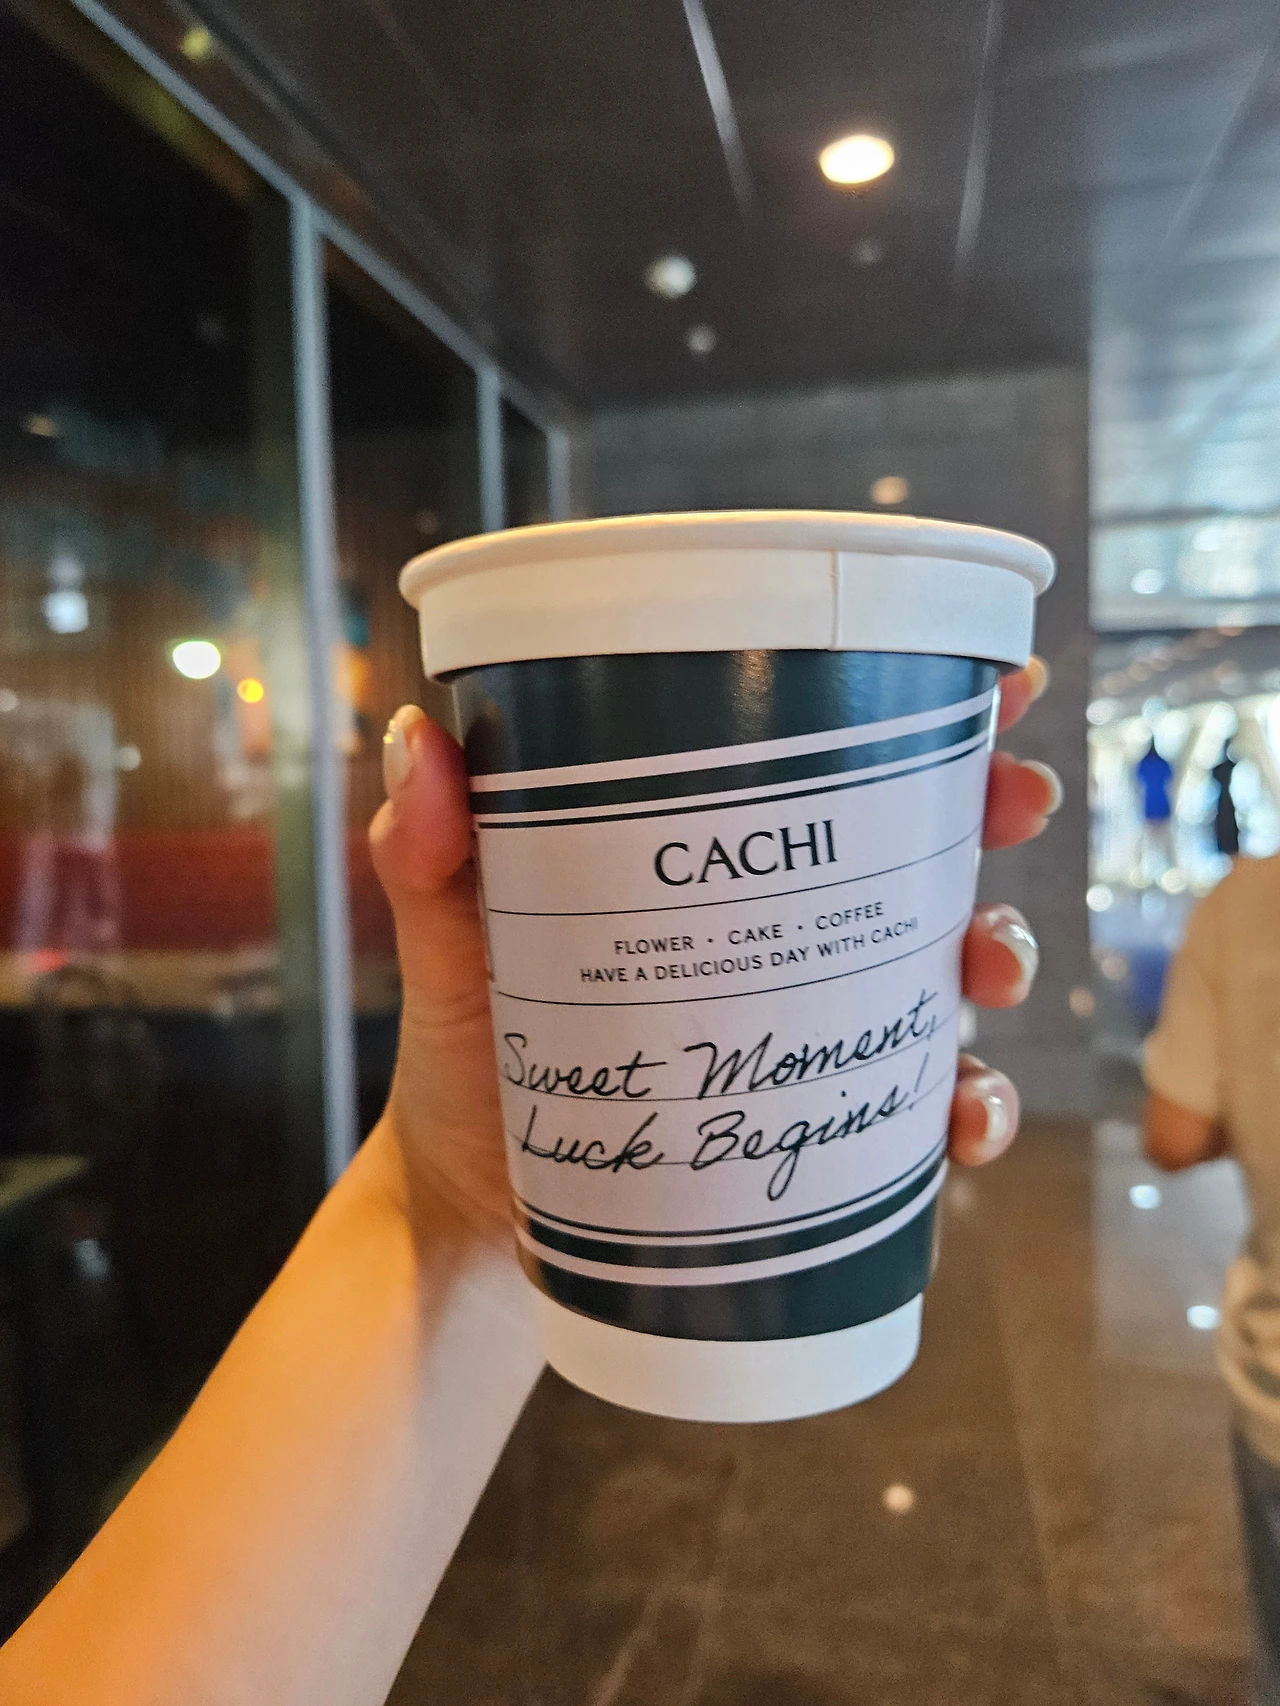 CACHI
FLOWER • CAKE • COFFEE
HAVE A DELICIOUS DAY WITH CACHI
Sweet Moment,
Luck Begins!